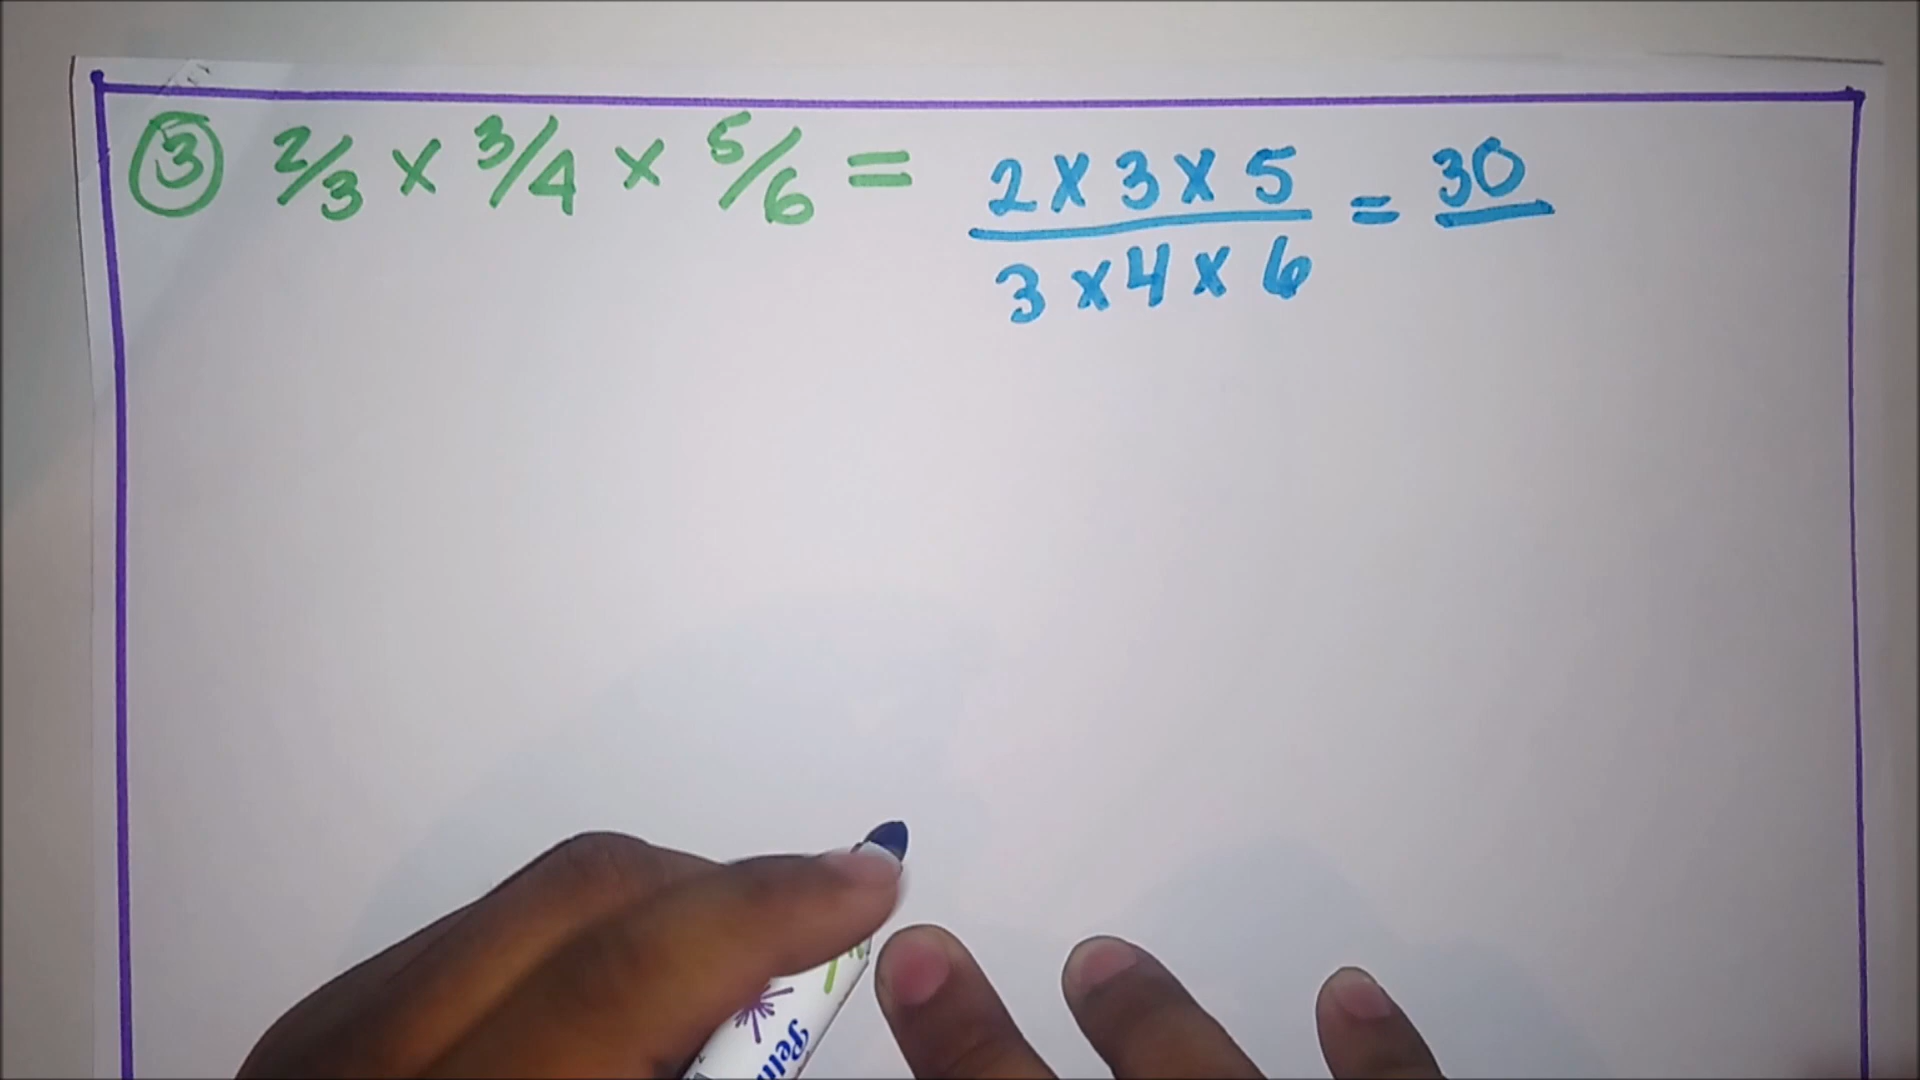 ③ 2/3 x 3/4 x 5/6 = 2 x 3 x 5 = 30
3 x 4 x 6